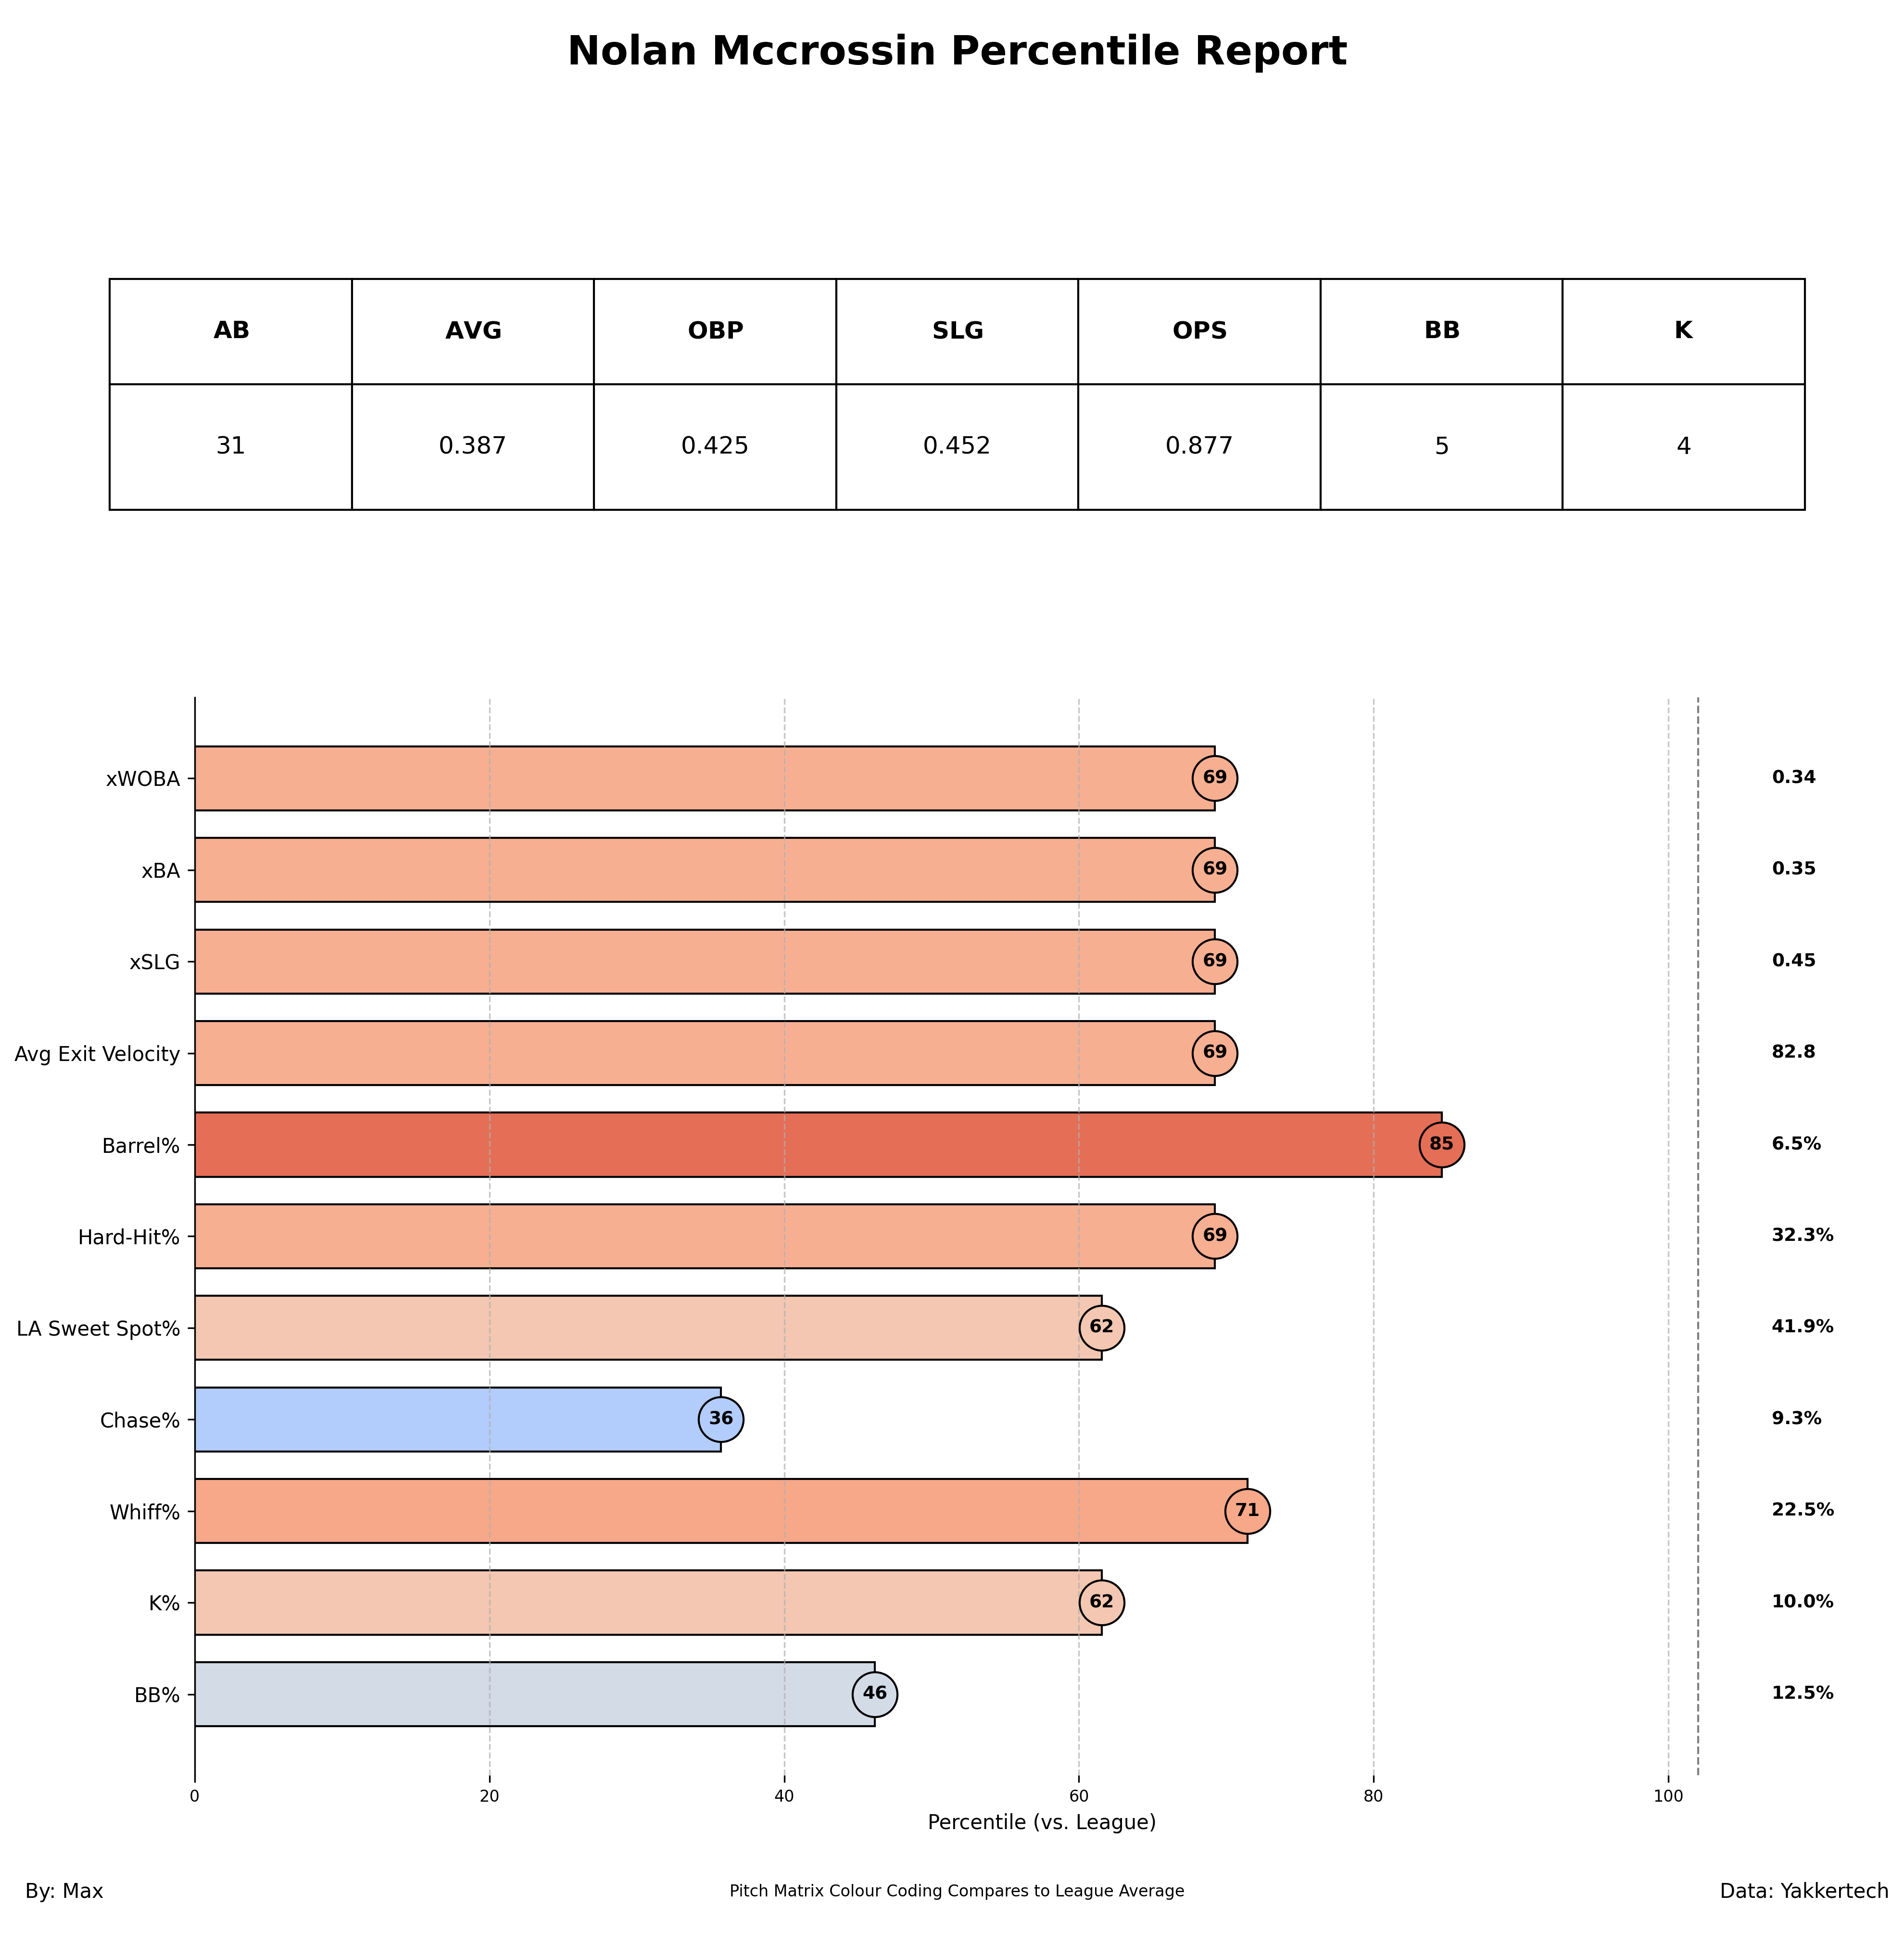 Nolan Mccrossin Percentile Report
AB AVG OBP SLG OPS BB K
31 0.387 0.425 0.452 0.877 5 4
xWOBA 69 0.34
xBA 69 0.35
xSLG 69 0.45
Avg Exit Velocity 69 82.8
Barrel% 85 6.5%
Hard-Hit% 69 32.3%
LA Sweet Spot% 62 41.9%
Chase% 36 9.3%
Whiff% 71 22.5%
K% 62 10.0%
BB% 46 12.5%
0 20 40 60 80 100
Percentile (vs. League)
By: Max Pitch Matrix Colour Coding Compares to League Average Data: Yakkertech